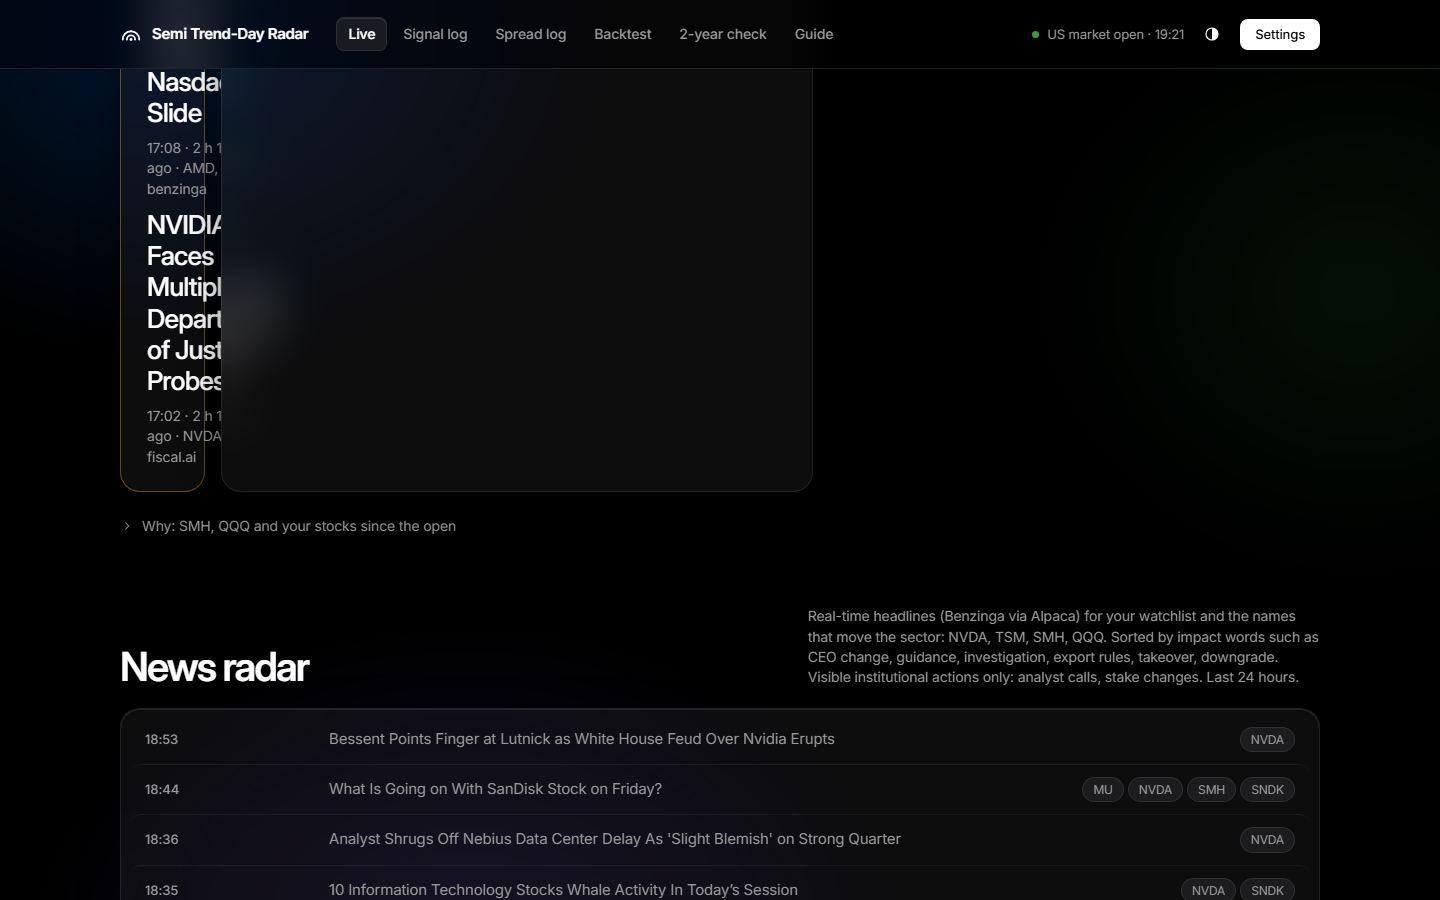 Semi Trend-Day Radar
Live
Signal log
Spread log
Backtest
2-year check
Guide
US market open · 19:21
Settings
Slide
17:08 · 2 h
ago · AMD,
benzinga
NVIDIA
Faces
of
17:02 · 2 h
ago · NVDA
fiscal.ai
Why: SMH, QQQ and your stocks since the open
News radar
Real-time headlines (Benzinga via Alpaca) for your watchlist and the names
that move the sector: NVDA, TSM, SMH, QQQ. Sorted by impact words such as
CEO change, guidance, investigation, export rules, takeover, downgrade.
Visible institutional actions only: analyst calls, stake changes. Last 24 hours.
18:53 Bessent Points Finger at Lutnick as White House Feud Over Nvidia Erupts NVDA
18:44 What Is Going on With SanDisk Stock on Friday? MU NVDA SMH SNDK
18:36 Analyst Shrugs Off Nebius Data Center Delay As 'Slight Blemish' on Strong Quarter NVDA
18:35 10 Information Technology Stocks Whale Activity In Today’s Session NVDA SNDK